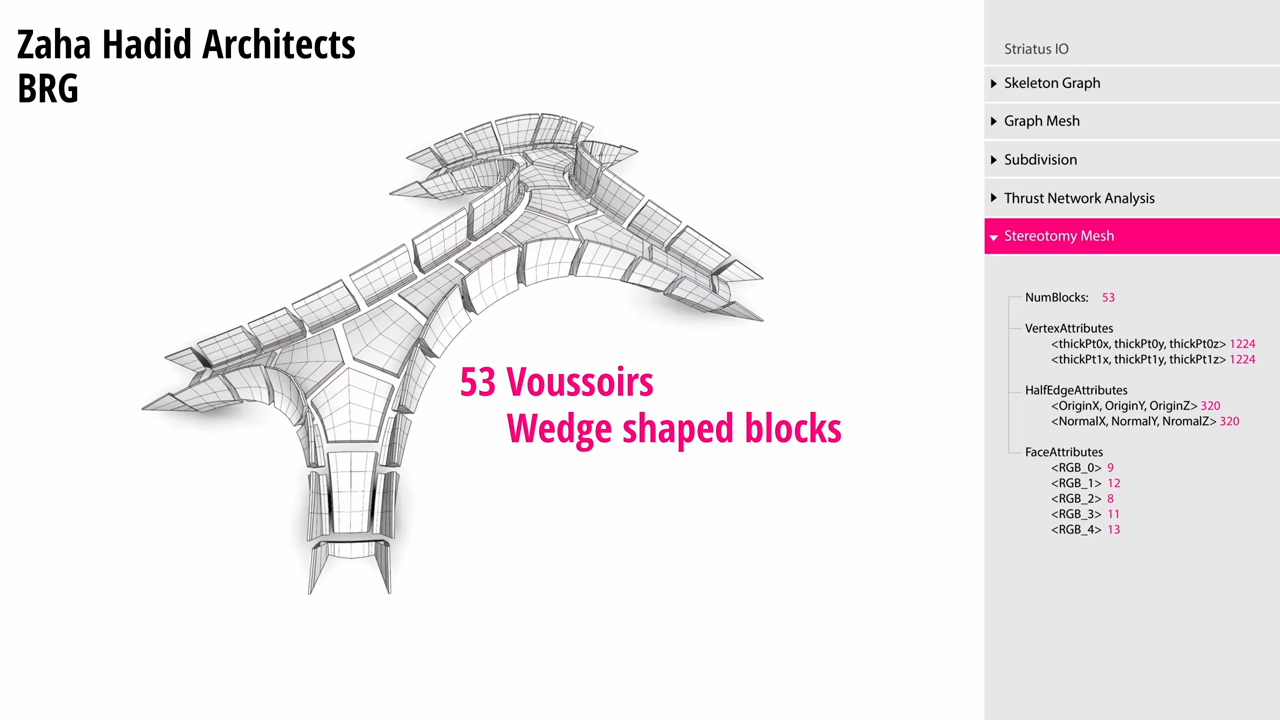 Zaha Hadid Architects
BRG
53 Voussoirs
Wedge shaped blocks
Striatus IO
Skeleton Graph
Graph Mesh
Subdivision
Thrust Network Analysis
Stereotomy Mesh
NumBlocks: 53
VertexAttributes
<thickPt0x, thickPt0y, thickPt0z> 1224
<thickPt1x, thickPt1y, thickPt1z> 1224
HalfEdgeAttributes
<OriginX, OriginY, OriginZ> 320
<NormalX, NormalY, NromalZ> 320
FaceAttributes
<RGB_0> 9
<RGB_1> 12
<RGB_2> 8
<RGB_3> 11
<RGB_4> 13